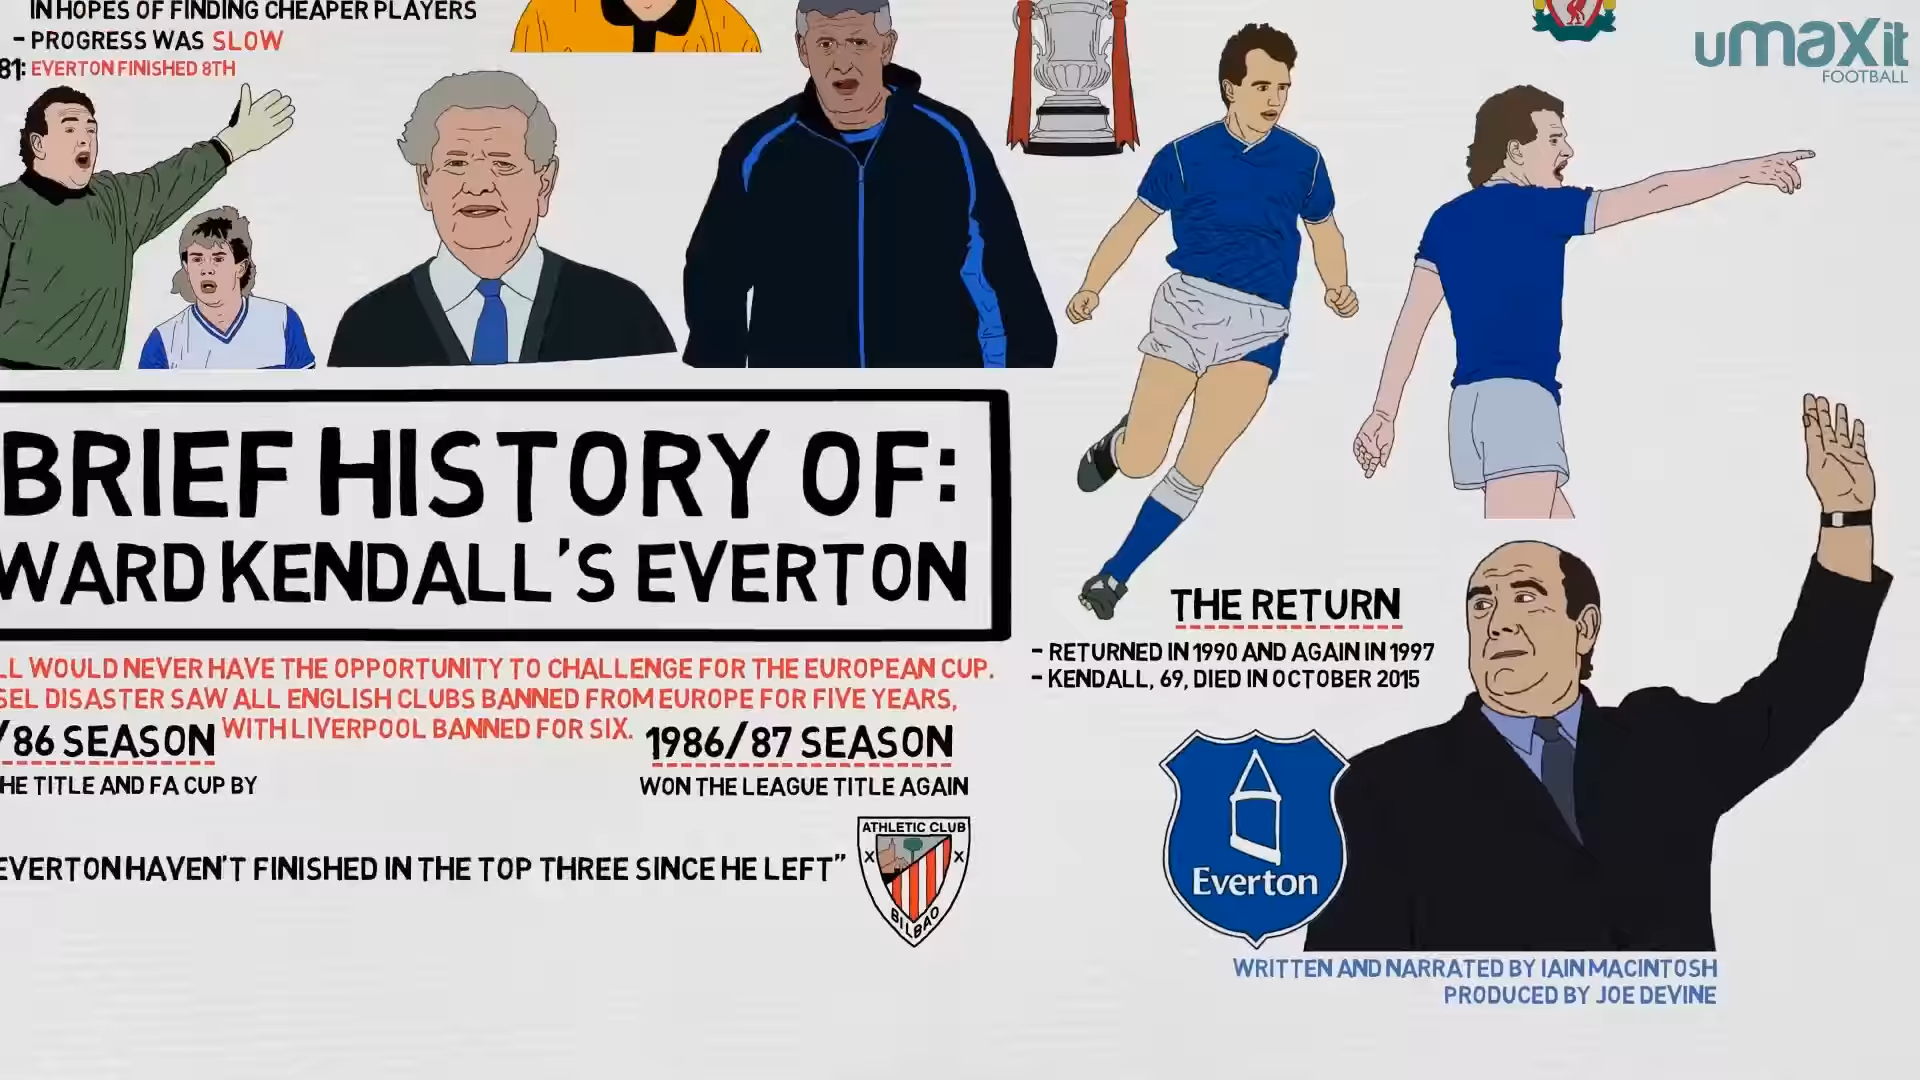 IN HOPES OF FINDING CHEAPER PLAYERS
- PROGRESS WAS SLOW
81: EVERTON FINISHED 8TH
umaxit
FOOTBALL
BRIEF HISTORY OF:
WARD KENDALL'S EVERTON
LL WOULD NEVER HAVE THE OPPORTUNITY TO CHALLENGE FOR THE EUROPEAN CUP.
SEL DISASTER SAW ALL ENGLISH CLUBS BANNED FROM EUROPE FOR FIVE YEARS,
WITH LIVERPOOL BANNED FOR SIX.
/86 SEASON
HE TITLE AND FA CUP BY
1986/87 SEASON
WON THE LEAGUE TITLE AGAIN
EVERTON HAVEN'T FINISHED IN THE TOP THREE SINCE HE LEFT”
ATHLETIC CLUB
BILBAO
THE RETURN
- RETURNED IN 1990 AND AGAIN IN 1997
- KENDALL, 69, DIED IN OCTOBER 2015
Everton
WRITTEN AND NARRATED BY IAIN MACINTOSH
PRODUCED BY JOE DEVINE